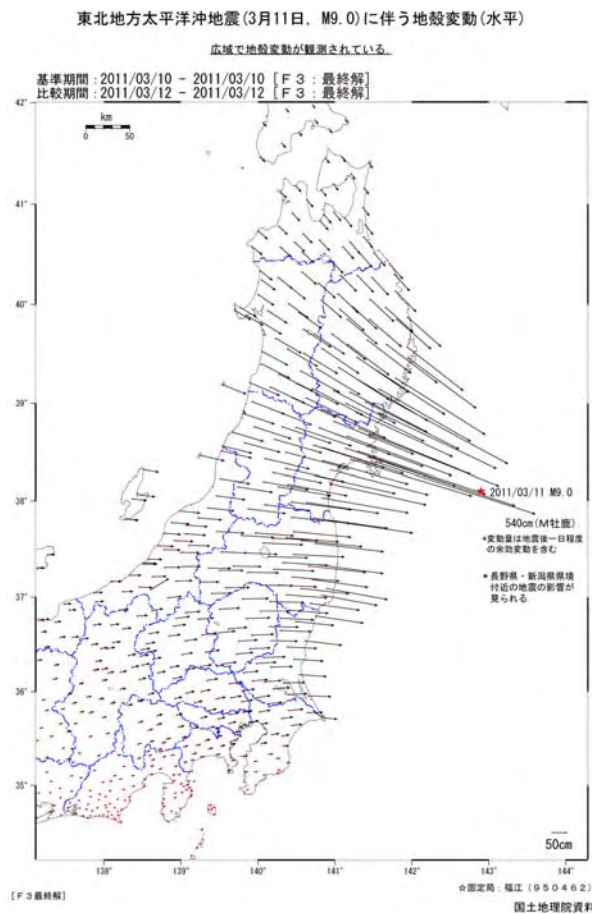 東北地方太平洋沖地震(3月11日, M9.0)に伴う地殻変動(水平)
広域で地殻変動が観測されている.
基準期間:2011/03/10 - 2011/03/10 [F3:最終解]
比較期間:2011/03/12 - 2011/03/12 [F3:最終解]
42°
km
0 50
41°
40°
39°
38°
2011/03/11 M9.0
540cm(M牡鹿)
*変動量は地震後一日程度
の余効変動を含む
*長野県・新潟県県境
付近の地震の影響が
見られる.
37°
36°
35°
50cm
138° 139° 140° 141° 142° 143° 144°
[F3最終解]
☆固定局:福江(950462)
国土地理院資料